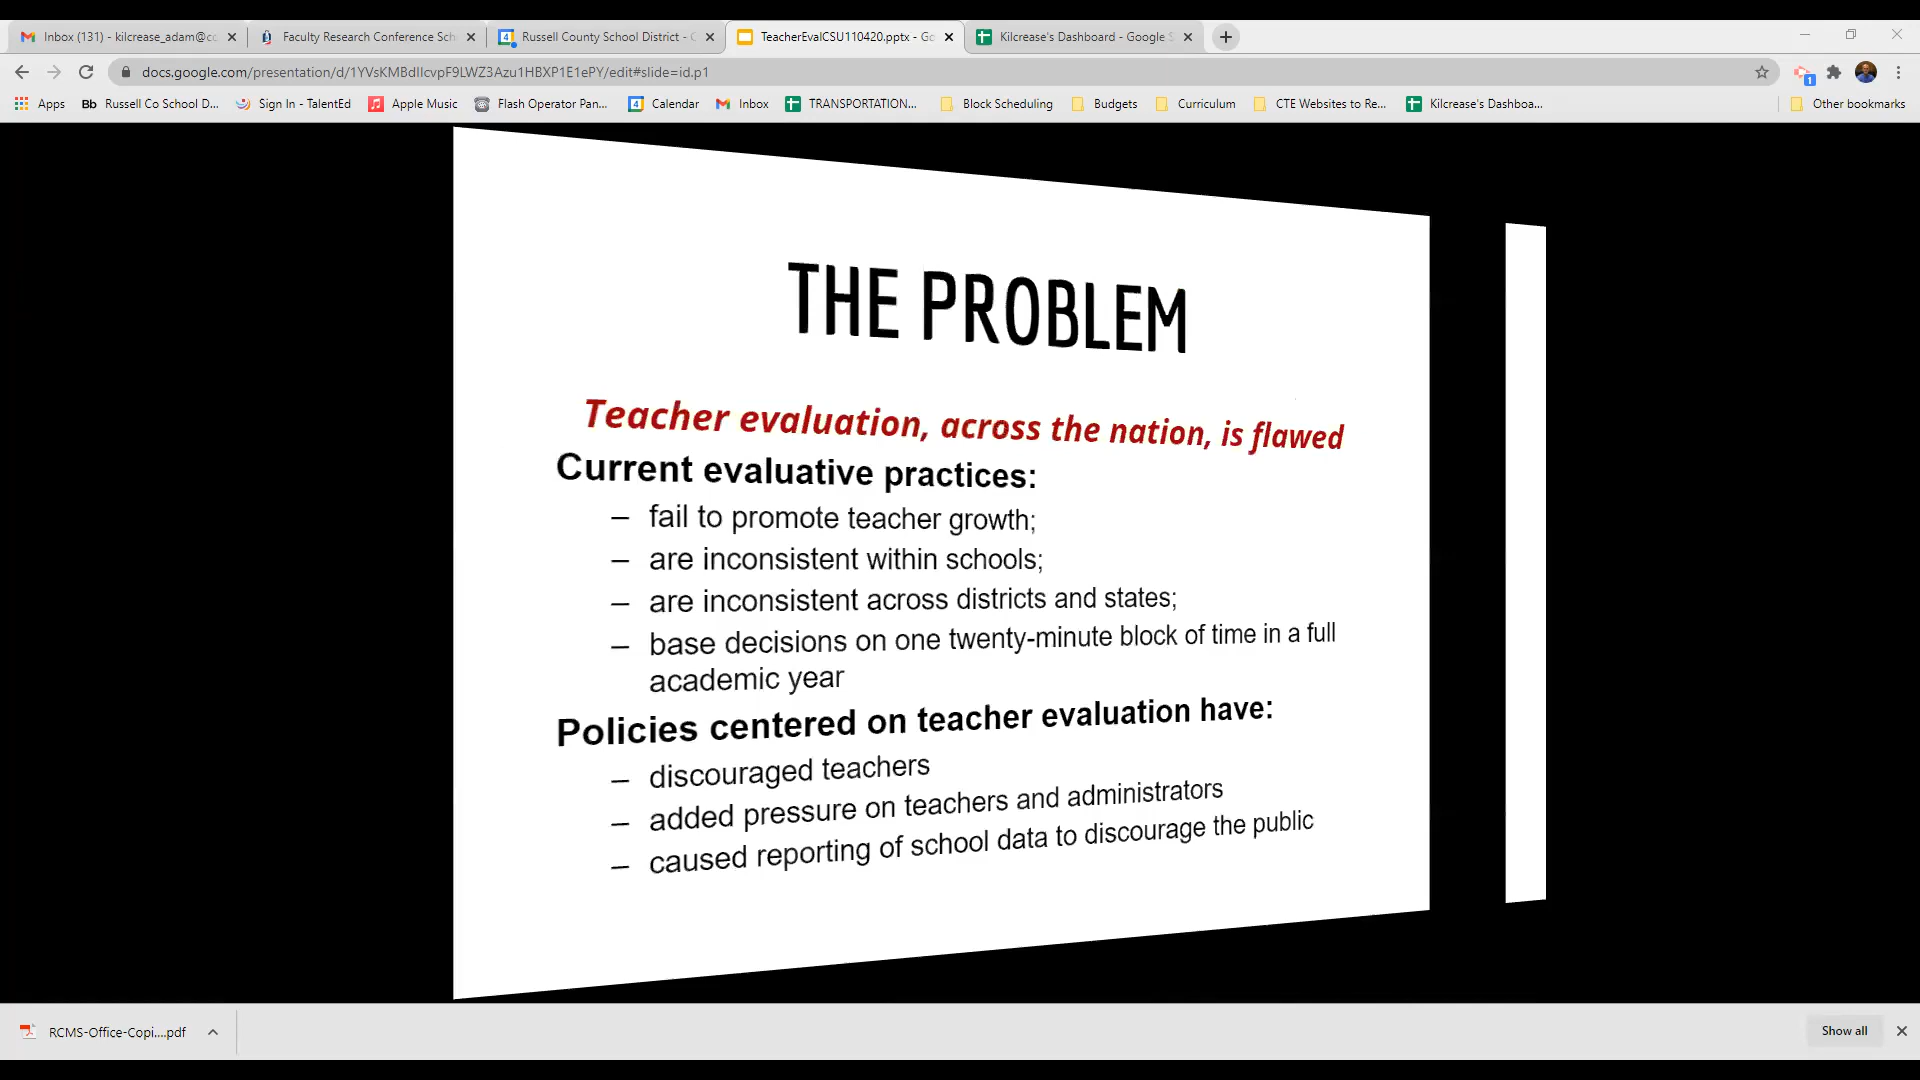 Inbox (131) - kilcrease_adam@cc
Faculty Research Conference Sch
Russell County School District - C
TeacherEvalCSU110420.pptx - Go
Kilcrease's Dashboard - Google S
docs.google.com/presentation/d/1YVsKMBdIIcvpF9LWZ3Azu1HBXP1E1ePY/edit#slide=id.p1
1
Apps
Bb Russell Co School D...
Sign In - TalentEd
Apple Music
Flash Operator Pan...
4 Calendar
Inbox
TRANSPORTATION...
Block Scheduling
Budgets
Curriculum
CTE Websites to Re...
Kilcrease's Dashboa...
Other bookmarks
THE PROBLEM
Teacher evaluation, across the nation, is flawed
Current evaluative practices:
– fail to promote teacher growth;
– are inconsistent within schools;
– are inconsistent across districts and states;
– base decisions on one twenty-minute block of time in a full
academic year
Policies centered on teacher evaluation have:
– discouraged teachers
– added pressure on teachers and administrators
– caused reporting of school data to discourage the public
RCMS-Office-Copi....pdf
Show all